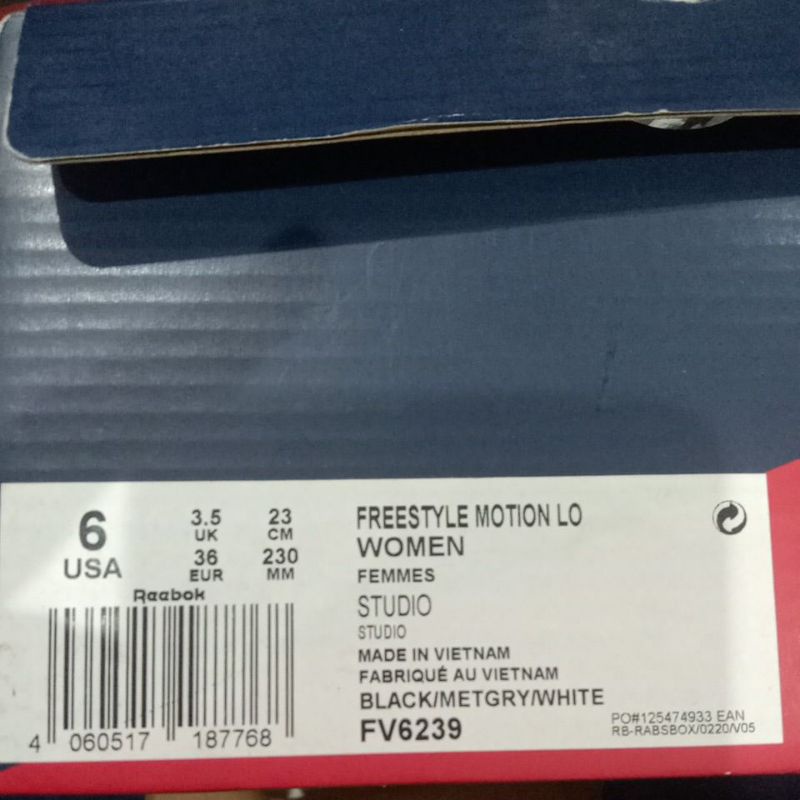 6
USA
3.5
UK
36
EUR
23
CM
230
MM
Reebok
4 060517 187768
FREESTYLE MOTION LO
WOMEN
FEMMES
STUDIO
STUDIO
MADE IN VIETNAM
FABRIQUÉ AU VIETNAM
BLACK/METGRY/WHITE
FV6239
PO#125474933 EAN
RB-RABSBOX/0220/V05